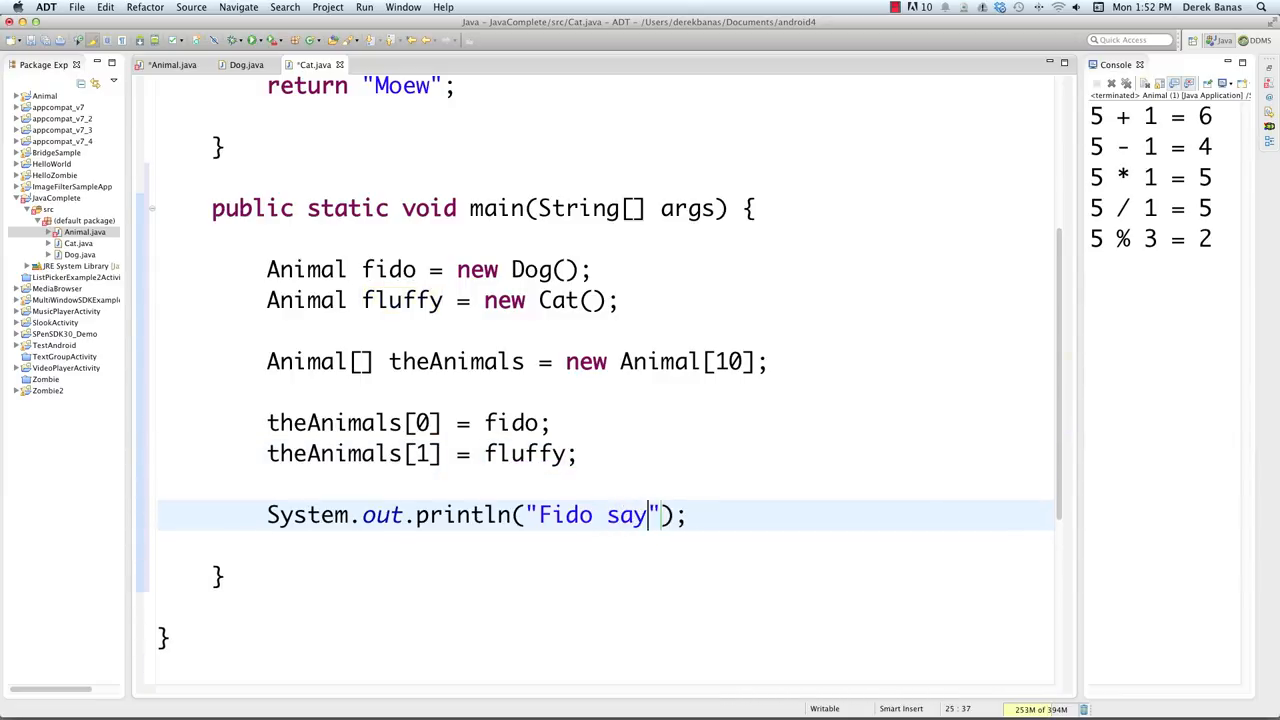 ADT File Edit Refactor Source Navigate Search Project Run Window Help 10 Mon 1:52 PM Derek Banas
Java - JavaComplete/src/Cat.java - ADT - /Users/derekbanas/Documents/android4
Quick Access Java DDMS
Package Exp *Animal.java Dog.java *Cat.java Console
<terminated> Animal (1) [Java Application] /S
Animal
appcompat_v7
appcompat_v7_2
appcompat_v7_3
appcompat_v7_4
BridgeSample
HelloWorld
HelloZombie
ImageFilterSampleApp
JavaComplete
src
(default package)
Animal.java
Cat.java
Dog.java
JRE System Library [Ja
ListPickerExample2Activi
MediaBrowser
MultiWindowSDKExample
MusicPlayerActivity
SlookActivity
SPenSDK30_Demo
TestAndroid
TextGroupActivity
VideoPlayerActivity
Zombie
Zombie2
return "Moew";
}
public static void main(String[] args) {
Animal fido = new Dog();
Animal fluffy = new Cat();
Animal[] theAnimals = new Animal[10];
theAnimals[0] = fido;
theAnimals[1] = fluffy;
System.out.println("Fido say");
}
}
5 + 1 = 6
5 - 1 = 4
5 * 1 = 5
5 / 1 = 5
5 % 3 = 2
Writable Smart Insert 25 : 37 253M of 394M